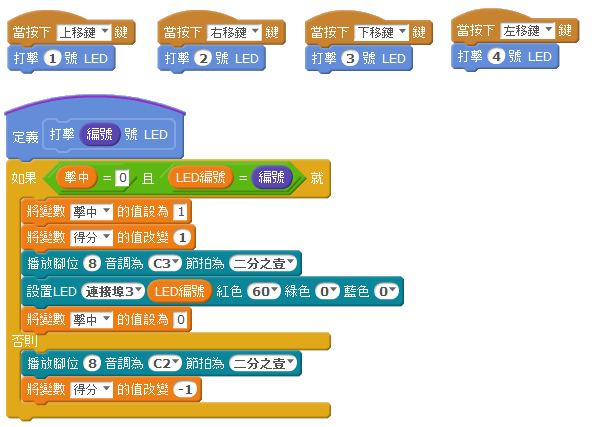 當按下 上移鍵 鍵 當按下 右移鍵 鍵 當按下 下移鍵 鍵 當按下 左移鍵 鍵
打擊 1 號 LED 打擊 2 號 LED 打擊 3 號 LED 打擊 4 號 LED
定義 打擊 編號 號 LED
如果 擊中 = 0 且 LED編號 = 編號 就
將變數 擊中 的值設為 1
將變數 得分 的值改變 1
播放腳位 8 音調為 C3 節拍為 二分之壹
設置LED 連接埠3 LED編號 紅色 60 綠色 0 藍色 0
將變數 擊中 的值設為 0
否則
播放腳位 8 音調為 C2 節拍為 二分之壹
將變數 得分 的值改變 -1